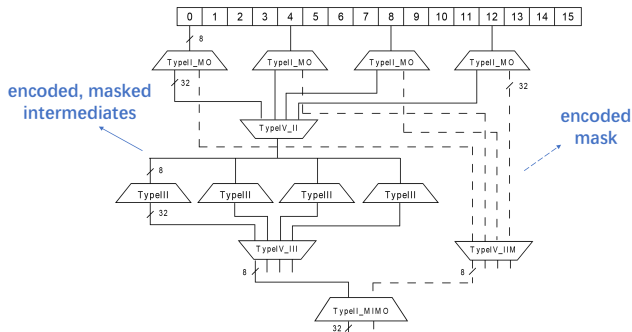 0 1 2 3 4 5 6 7 8 9 10 11 12 13 14 15
8
TypeII_MO TypeII_MO TypeII_MO TypeII_MO
32 32
encoded, masked
intermediates
encoded
mask
TypeIV_II
8
TypeIII TypeIII TypeIII TypeIII
32
TypeIV_III TypeIV_IIM
8 8
TypeII_MIMO
32